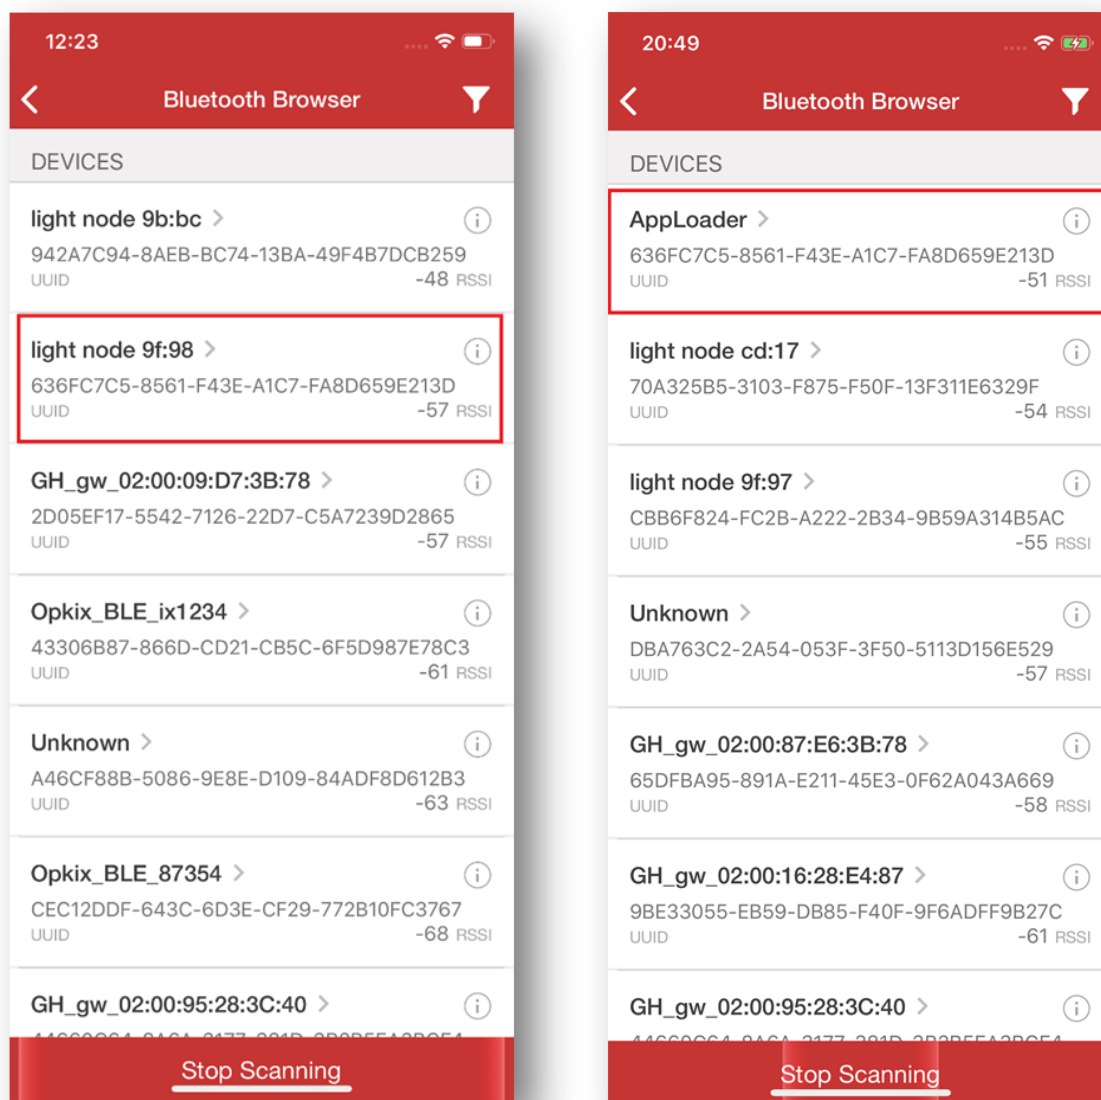 12:23
Bluetooth Browser
DEVICES
light node 9b:bc
942A7C94-8AEB-BC74-13BA-49F4B7DCB259
UUID -48 RSSI
light node 9f:98
636FC7C5-8561-F43E-A1C7-FA8D659E213D
UUID -57 RSSI
GH_gw_02:00:09:D7:3B:78
2D05EF17-5542-7126-22D7-C5A7239D2865
UUID -57 RSSI
Opkix_BLE_ix1234
43306B87-866D-CD21-CB5C-6F5D987E78C3
UUID -61 RSSI
Unknown
A46CF88B-5086-9E8E-D109-84ADF8D612B3
UUID -63 RSSI
Opkix_BLE_87354
CEC12DDF-643C-6D3E-CF29-772B10FC3767
UUID -68 RSSI
GH_gw_02:00:95:28:3C:40
Stop Scanning
20:49
Bluetooth Browser
DEVICES
AppLoader
636FC7C5-8561-F43E-A1C7-FA8D659E213D
UUID -51 RSSI
light node cd:17
70A325B5-3103-F875-F50F-13F311E6329F
UUID -54 RSSI
light node 9f:97
CBB6F824-FC2B-A222-2B34-9B59A314B5AC
UUID -55 RSSI
Unknown
DBA763C2-2A54-053F-3F50-5113D156E529
UUID -57 RSSI
GH_gw_02:00:87:E6:3B:78
65DFBA95-891A-E211-45E3-0F62A043A669
UUID -58 RSSI
GH_gw_02:00:16:28:E4:87
9BE33055-EB59-DB85-F40F-9F6ADFF9B27C
UUID -61 RSSI
GH_gw_02:00:95:28:3C:40
Stop Scanning